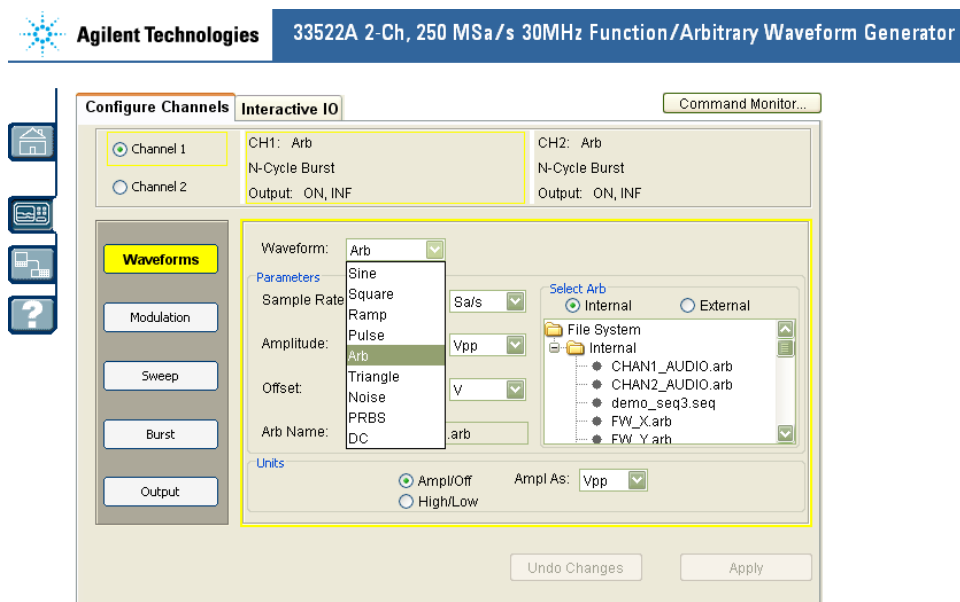 Agilent Technologies 33522A 2-Ch, 250 MSa/s 30MHz Function/Arbitrary Waveform Generator
Configure Channels Interactive IO Command Monitor...
Channel 1
Channel 2
CH1: Arb
N-Cycle Burst
Output: ON, INF
CH2: Arb
N-Cycle Burst
Output: ON, INF
Waveforms
Modulation
Sweep
Burst
Output
Waveform: Arb
Sine
Square
Ramp
Pulse
Arb
Triangle
Noise
PRBS
DC
Parameters
Sample Rate Sa/s
Amplitude: Vpp
Offset: V
Arb Name: .arb
Select Arb
Internal External
File System
Internal
CHAN1_AUDIO.arb
CHAN2_AUDIO.arb
demo_seq3.seq
FW_X.arb
FW_Y.arb
Units
Ampl/Off
High/Low
Ampl As: Vpp
Undo Changes Apply
?